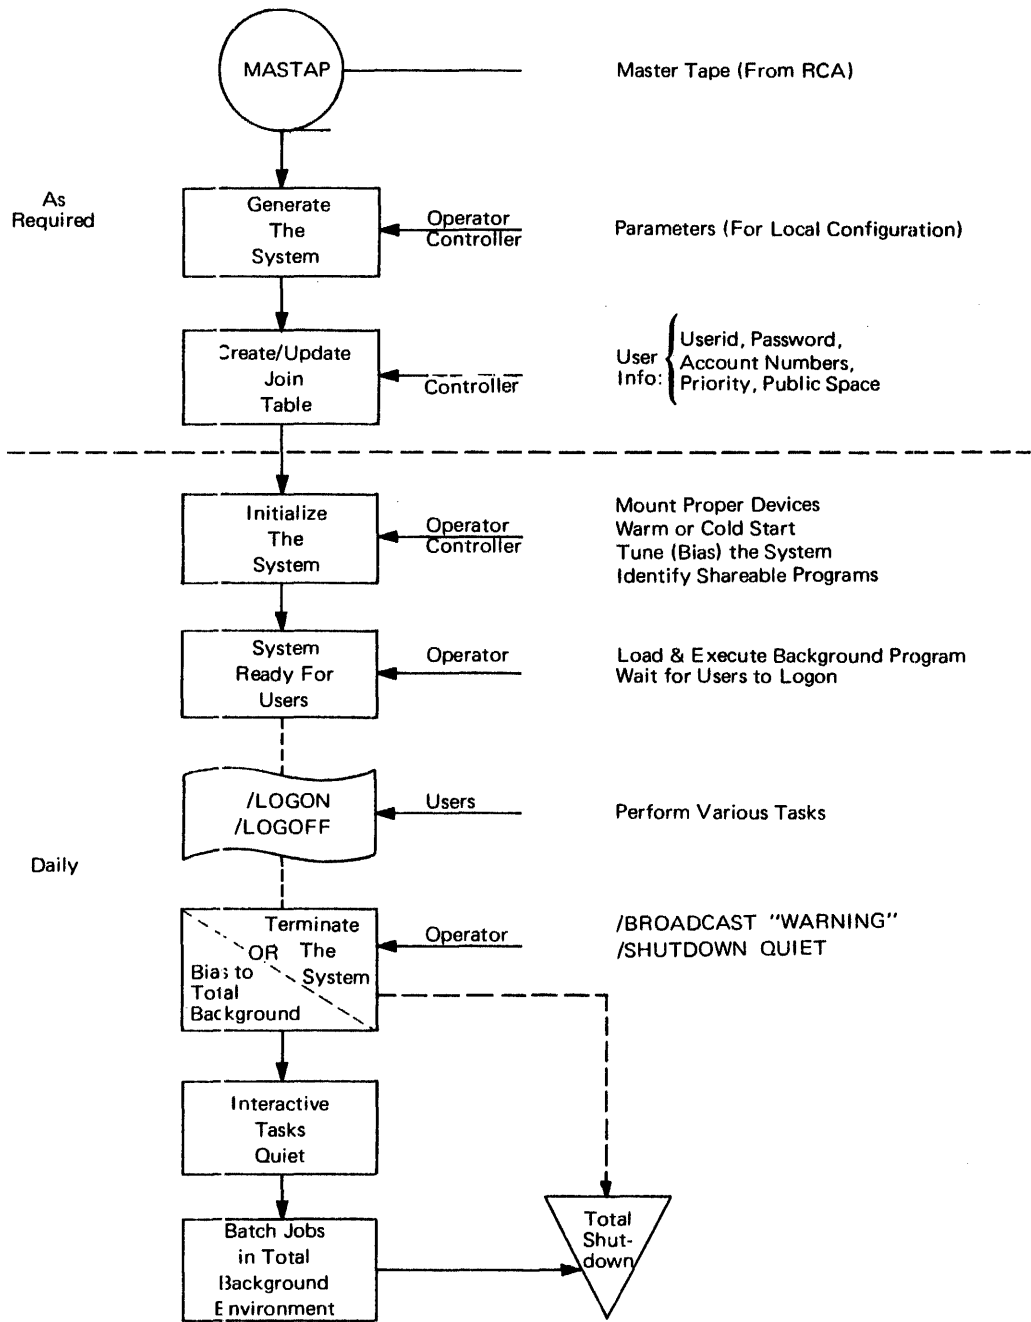 MASTAP
Master Tape (From RCA)
As
Required
Generate
The
System
Operator
Controller
Parameters (For Local Configuration)
Create/Update
Join
Table
Controller
User
Info:
Userid, Password,
Account Numbers,
Priority, Public Space
Initialize
The
System
Operator
Controller
Mount Proper Devices
Warm or Cold Start
Tune (Bias) the System
Identify Shareable Programs
System
Ready For
Users
Operator
Load & Execute Background Program
Wait for Users to Logon
/LOGON
/LOGOFF
Users
Perform Various Tasks
Daily
Terminate
The
System
OR
Bias to
Total
Background
Operator
/BROADCAST "WARNING"
/SHUTDOWN QUIET
Interactive
Tasks
Quiet
Batch Jobs
in Total
Background
Environment
Total
Shut-
down